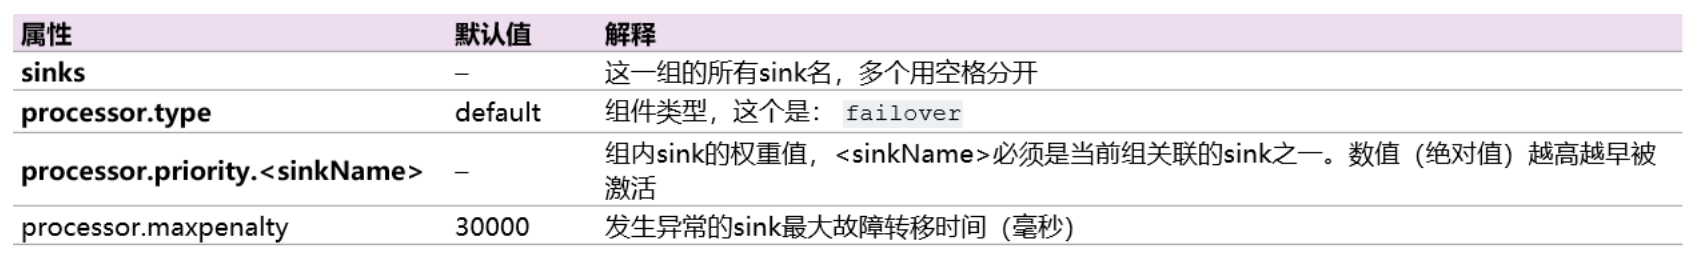 属性 默认值 解释
sinks – 这一组的所有sink名，多个用空格分开
processor.type default 组件类型，这个是： failover
processor.priority.<sinkName> – 组内sink的权重值，<sinkName>必须是当前组关联的sink之一。数值（绝对值）越高越早被
激活
processor.maxpenalty 30000 发生异常的sink最大故障转移时间（毫秒）